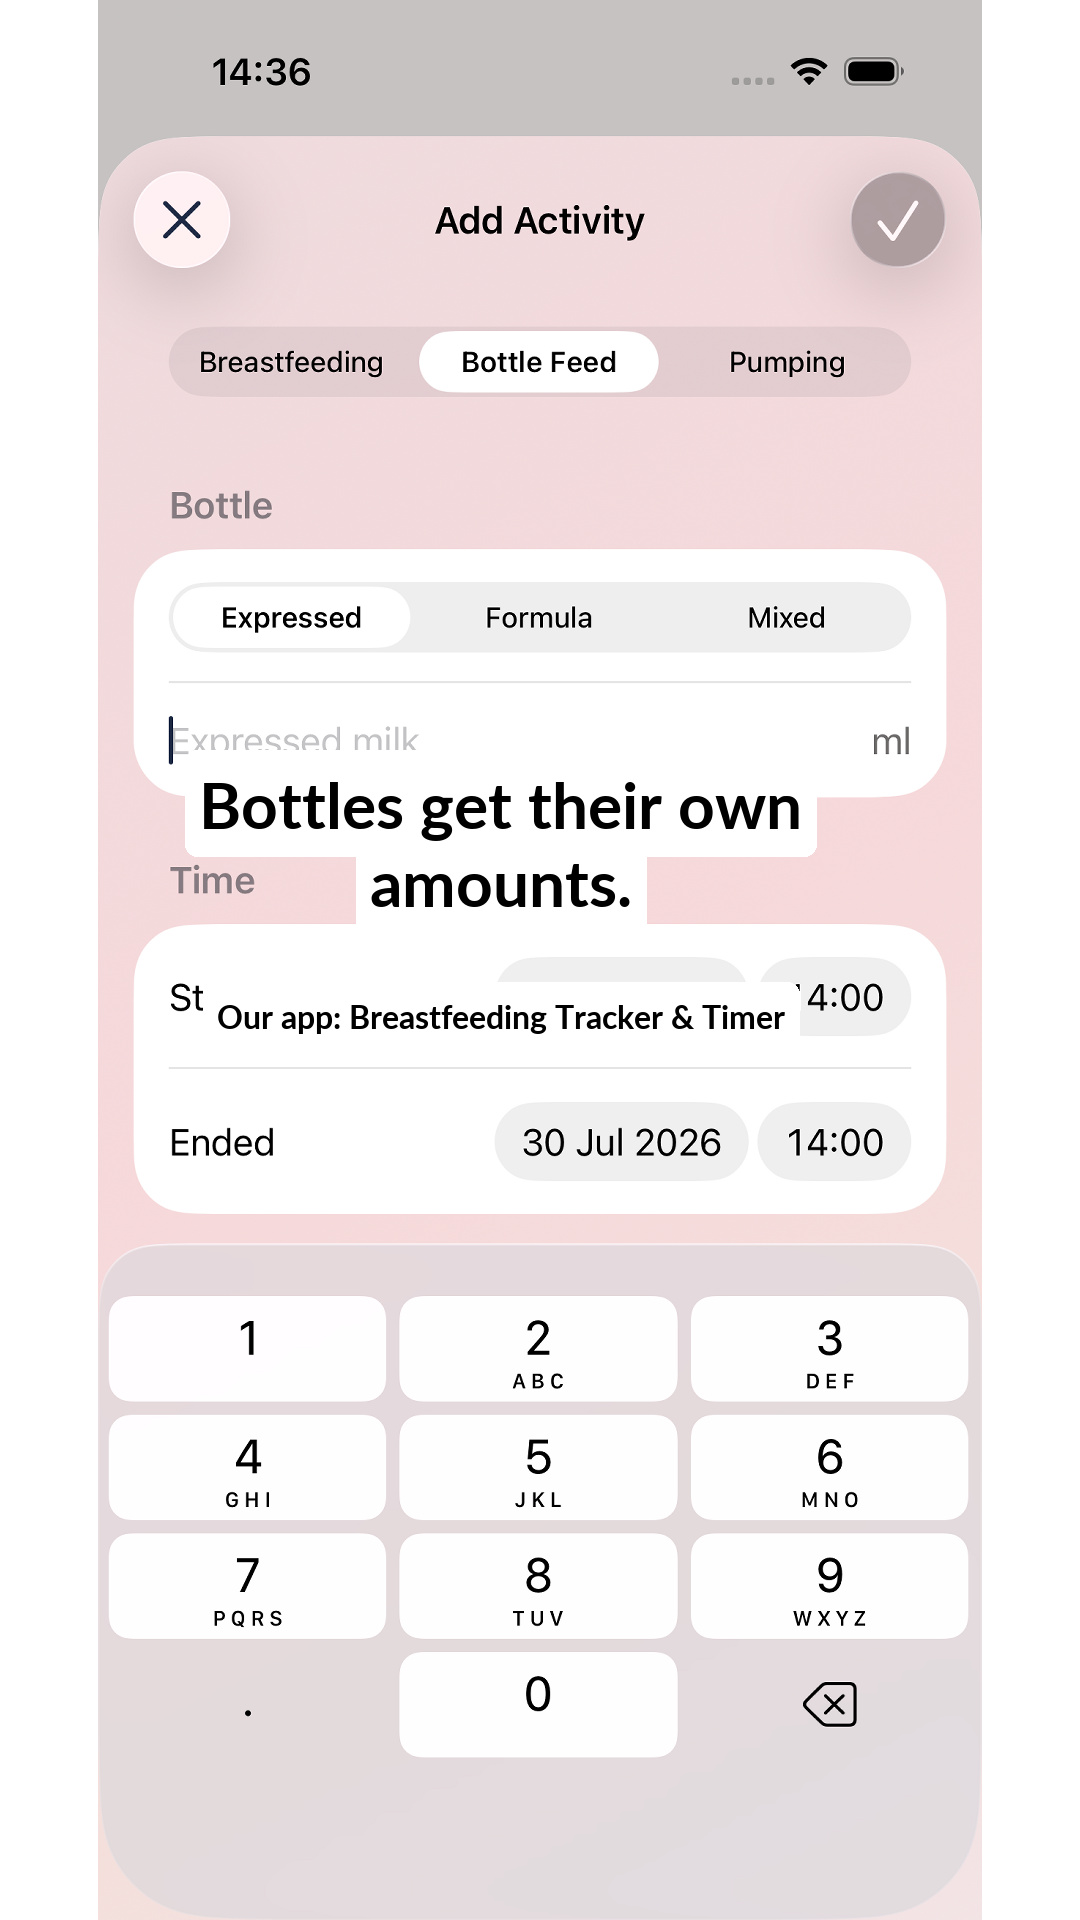 14:36
Add Activity
Breastfeeding Bottle Feed Pumping
Bottle
Expressed Formula Mixed
Expressed milk ml
Bottles get their own
amounts.
Time
St 14:00
Our app: Breastfeeding Tracker & Timer
Ended 30 Jul 2026 14:00
1 2 3
ABC DEF
4 5 6
GHI JKL MNO
7 8 9
PQRS TUV WXYZ
. 0